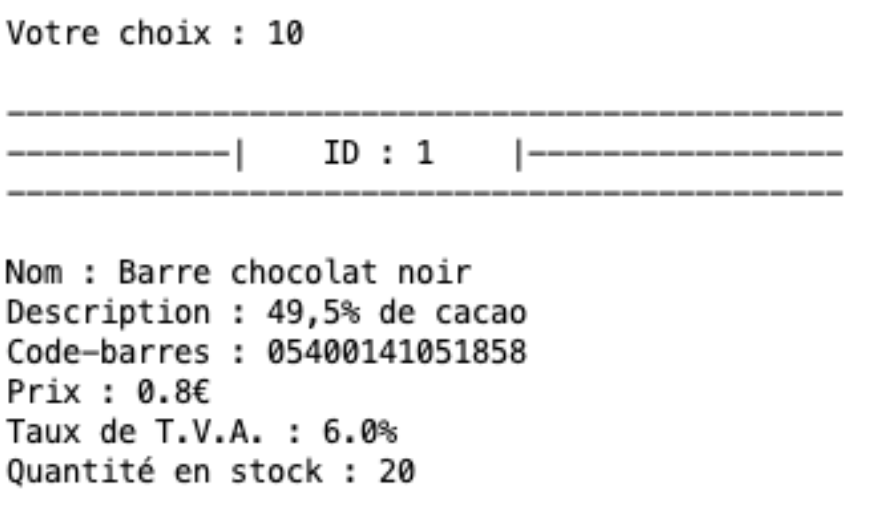 Votre choix : 10
---------------------------------------------
------------|    ID : 1    |-----------------
---------------------------------------------
Nom : Barre chocolat noir
Description : 49,5% de cacao
Code-barres : 05400141051858
Prix : 0.8€
Taux de T.V.A. : 6.0%
Quantité en stock : 20